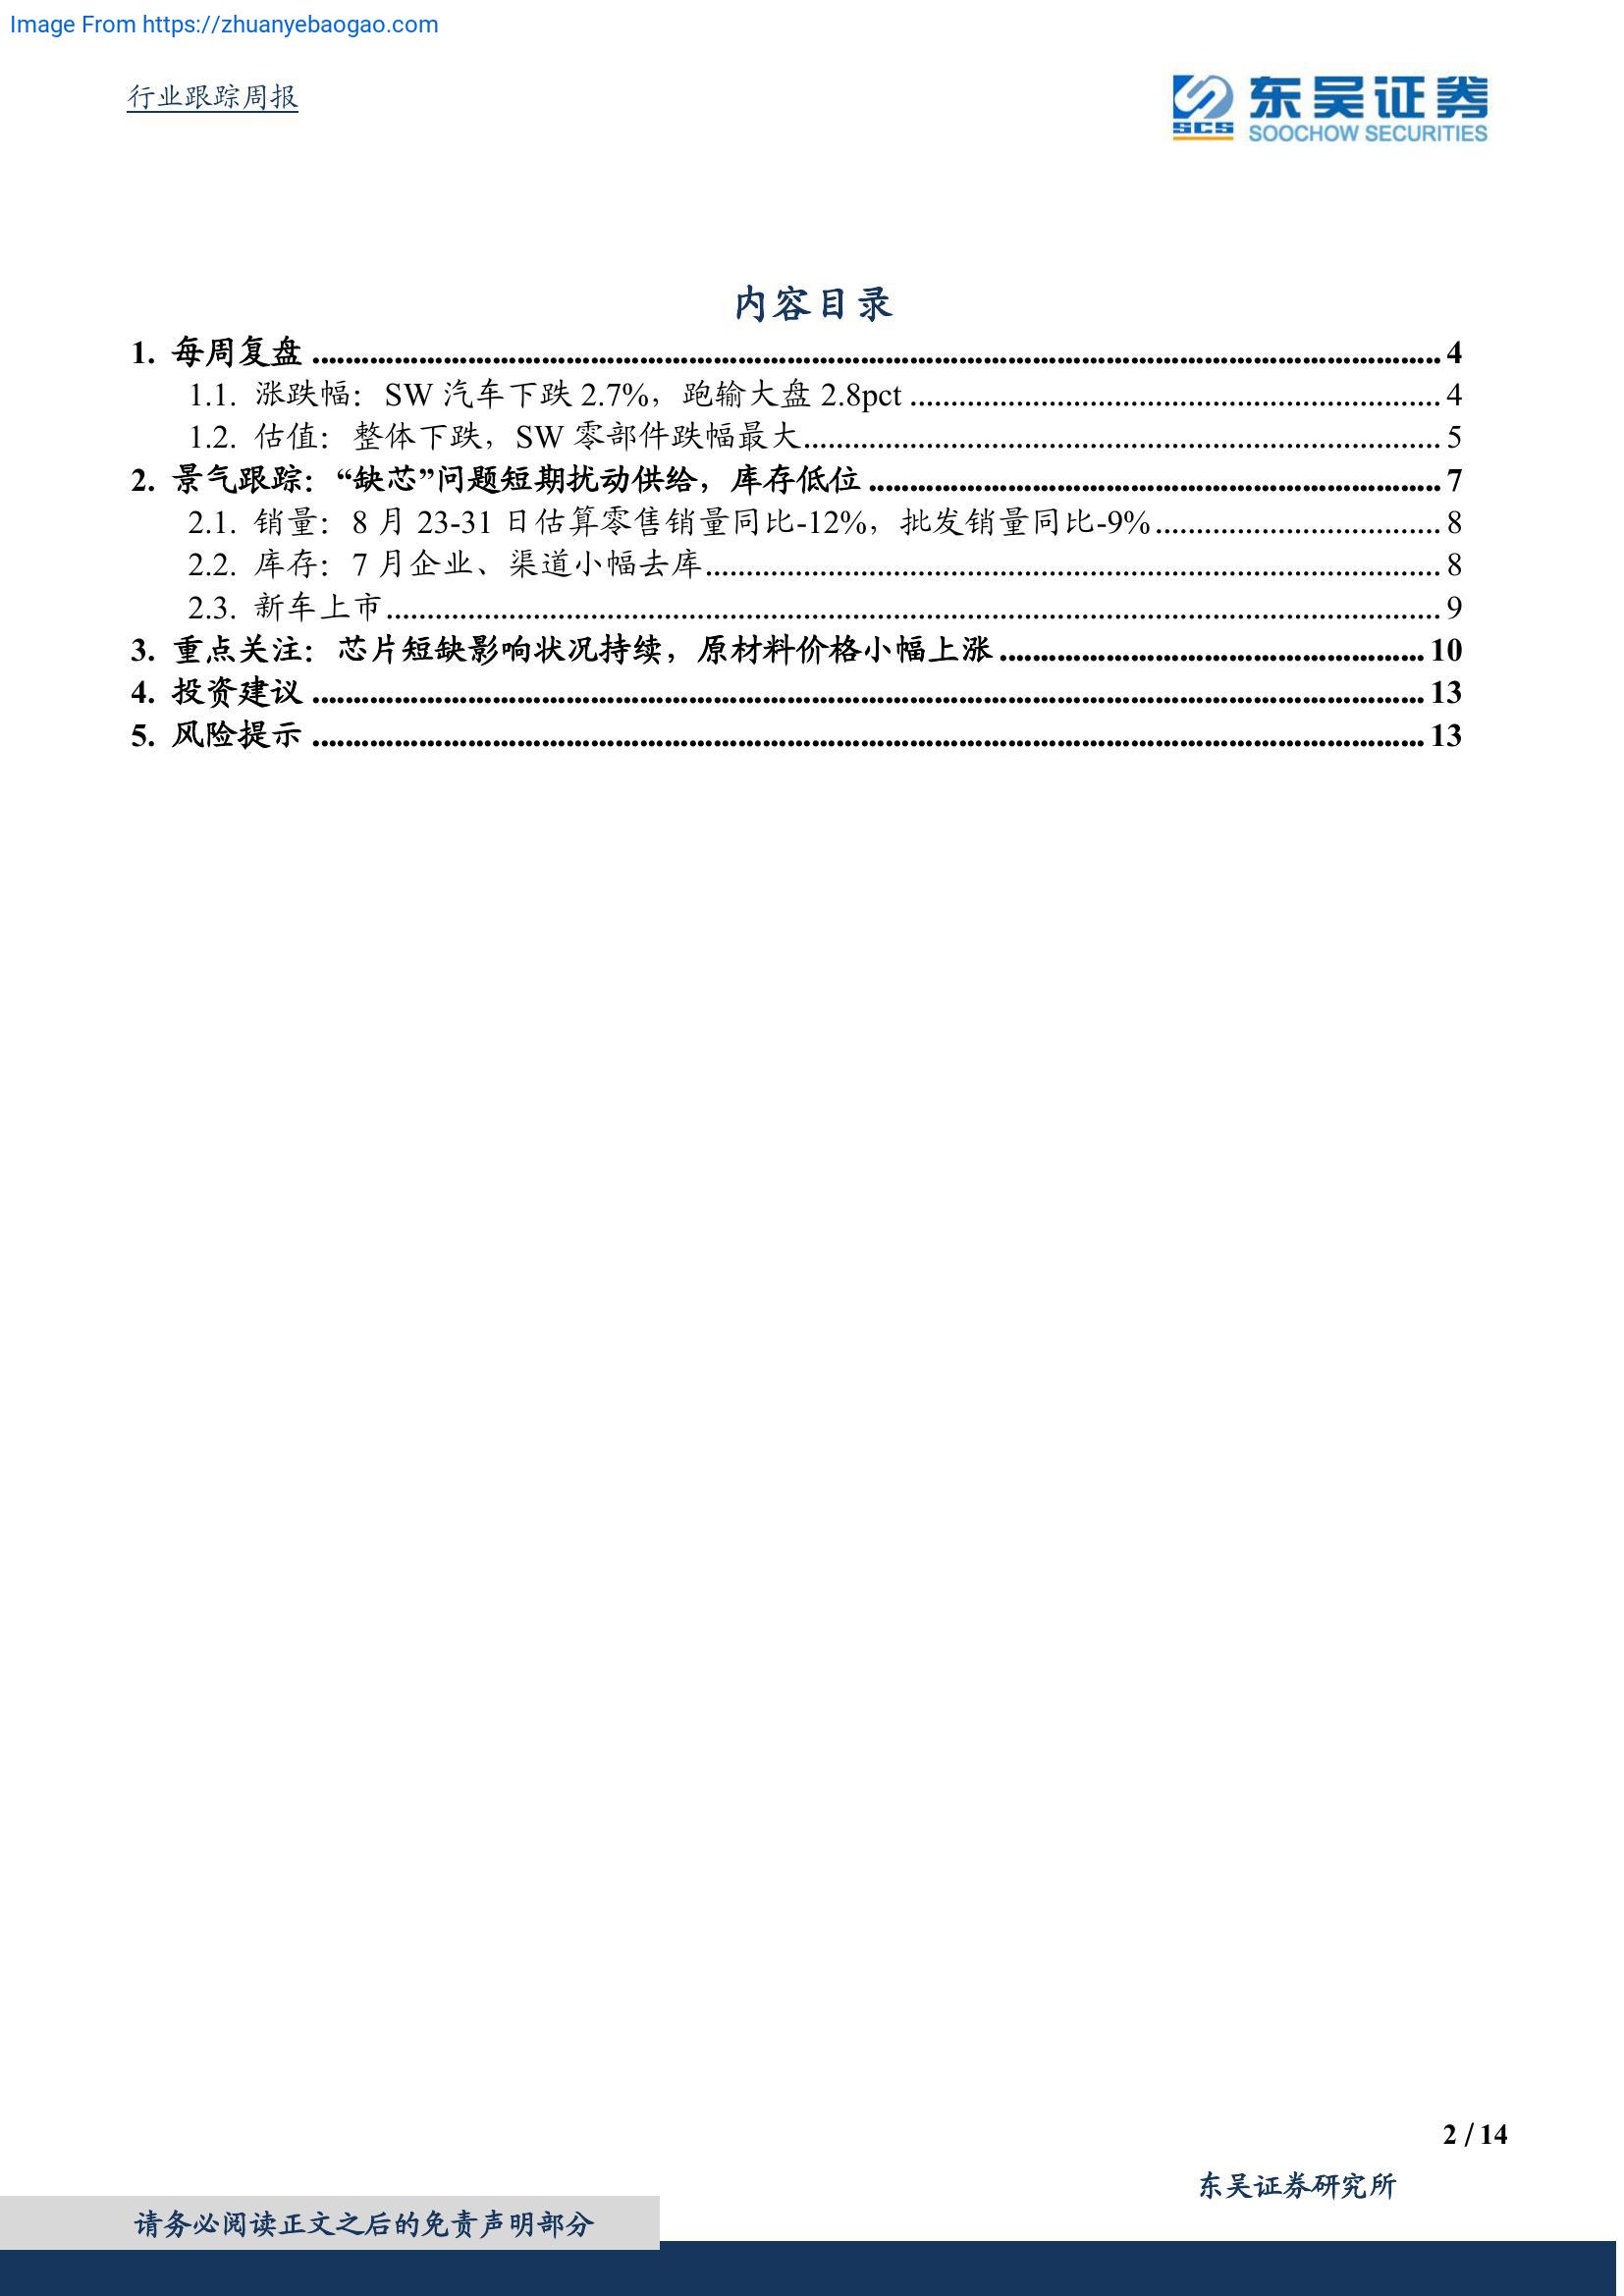 Image From https://zhuanyebaogao.com
行业跟踪周报
东吴证券
SCS
SOOCHOW SECURITIES
内容目录
1. 每周复盘 ........................................ 4
1.1. 涨跌幅：SW 汽车下跌 2.7%，跑输大盘 2.8pct ........................................ 4
1.2. 估值：整体下跌，SW 零部件跌幅最大........................................ 5
2. 景气跟踪：“缺芯”问题短期扰动供给，库存低位 ........................................ 7
2.1. 销量：8 月 23-31 日估算零售销量同比-12%，批发销量同比-9%........................................ 8
2.2. 库存：7 月企业、渠道小幅去库........................................ 8
2.3. 新车上市........................................ 9
3. 重点关注：芯片短缺影响状况持续，原材料价格小幅上涨 ........................................ 10
4. 投资建议 ........................................ 13
5. 风险提示 ........................................ 13
2 / 14
东吴证券研究所
请务必阅读正文之后的免责声明部分